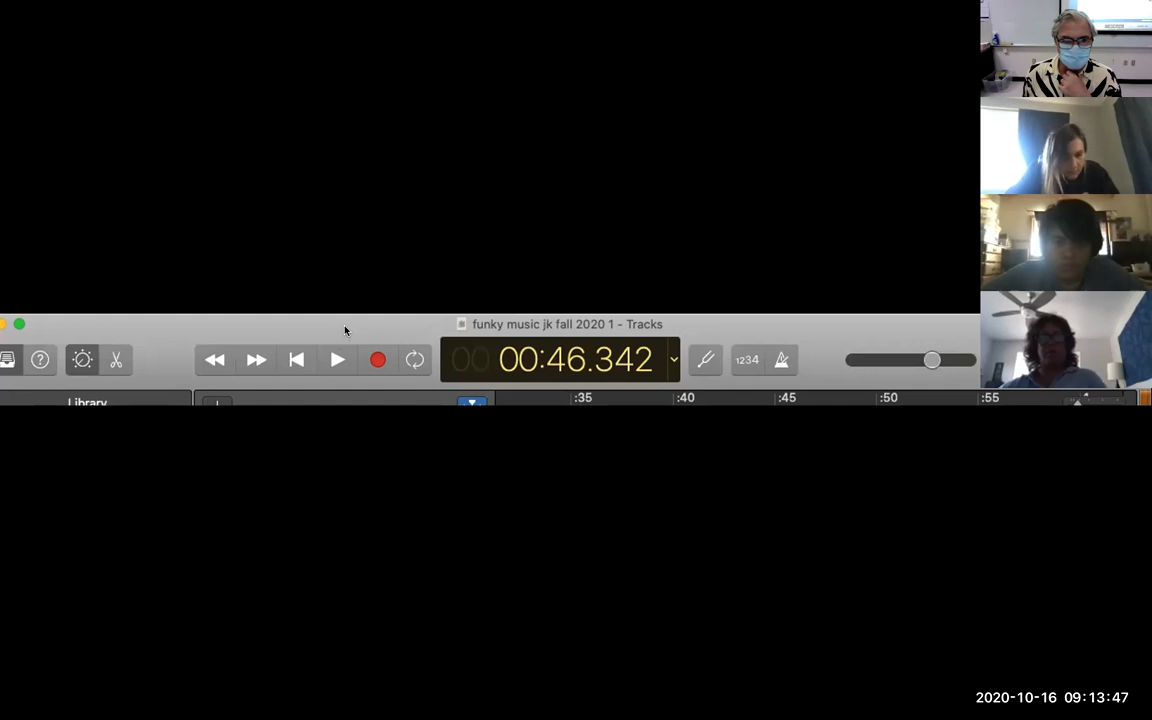 funky music jk fall 2020 1 - Tracks
00 00:46.342
1234
Library
:35 :40 :45 :50 :55
2020-10-16 09:13:47